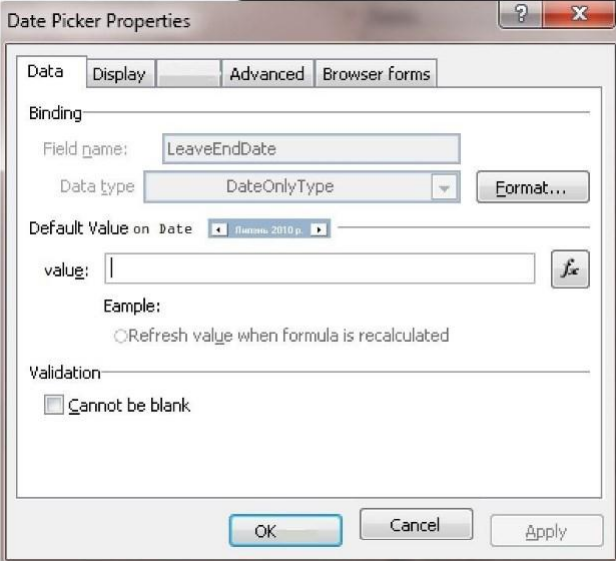 Date Picker Properties
Data Display Advanced Browser forms
Binding
Field name: LeaveEndDate
Data type DateOnlyType Format...
Default Value on Date Липень 2010 р.
value: fx
Eample:
Refresh value when formula is recalculated
Validation
Cannot be blank
OK Cancel Apply